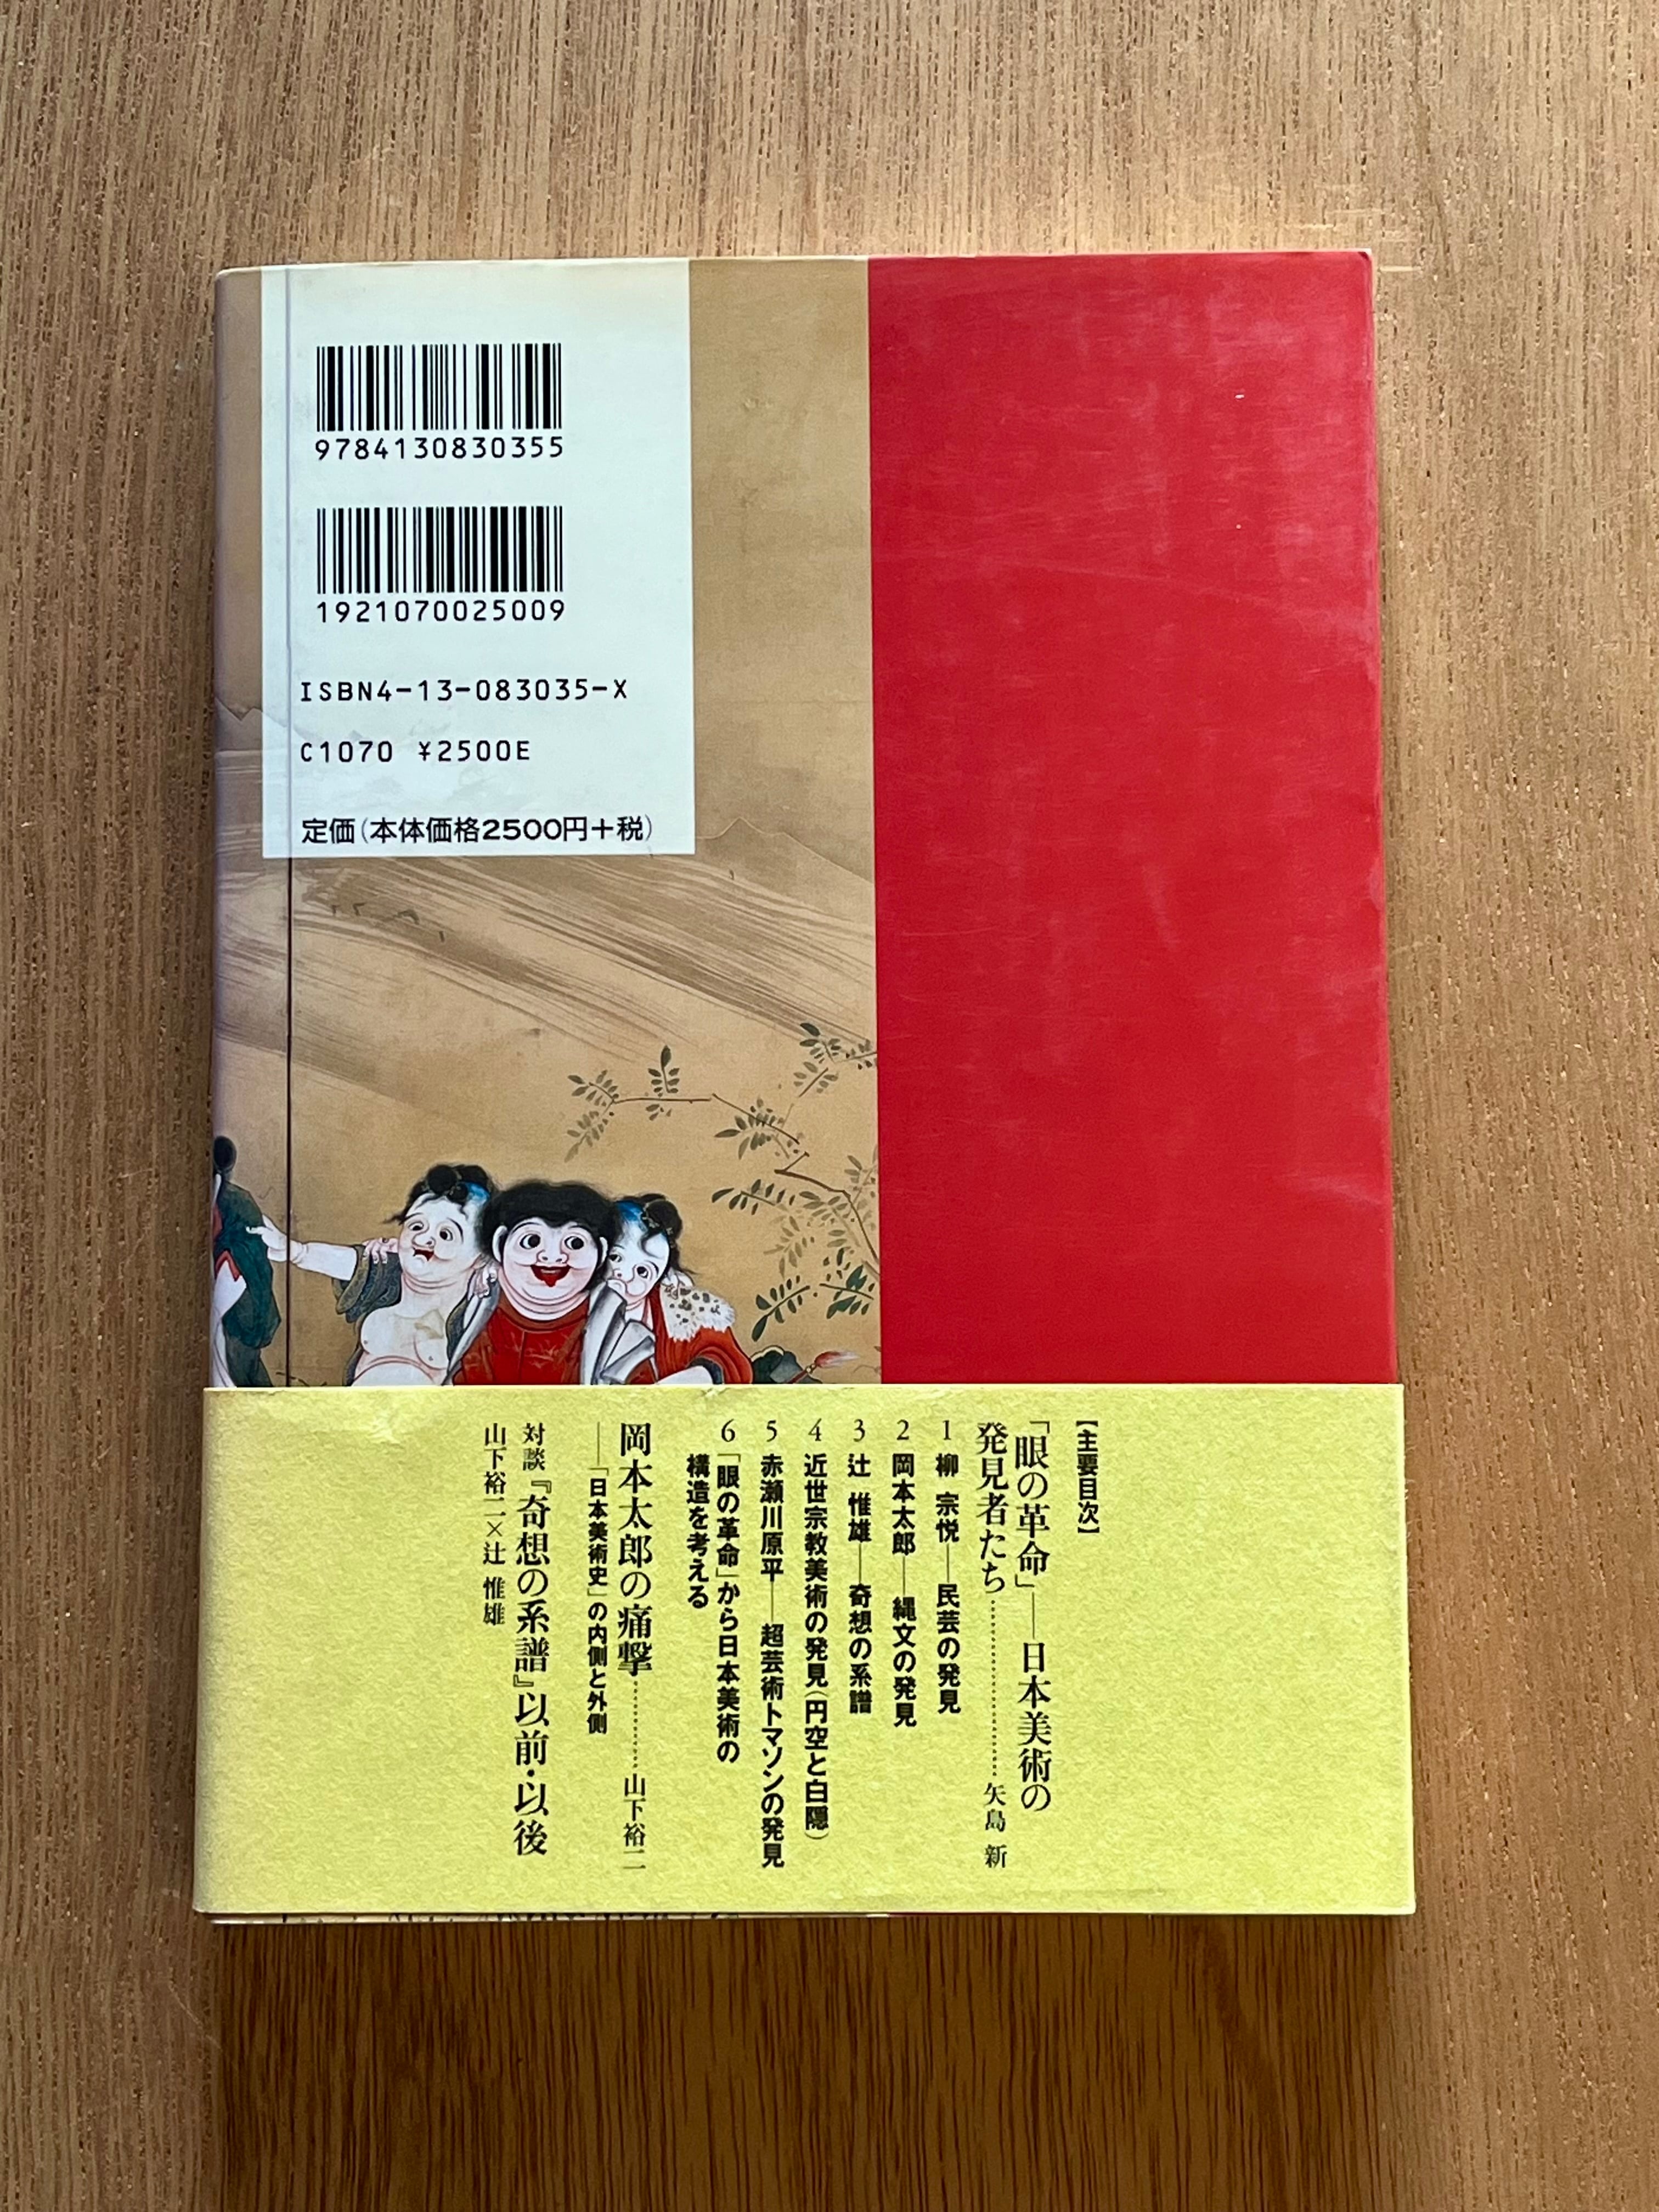 9784130830355
1921070025009
ISBN4-13-083035-X
C1070 ¥2500E
定価(本体価格2500円+税)
【主要目次】
「眼の革命」——日本美術の
発見者たち…………………矢島 新
1 柳 宗悦——民芸の発見
2 岡本太郎——縄文の発見
3 辻 惟雄——奇想の系譜
4 近世宗教美術の発見(円空と白隠)
5 赤瀬川原平——超芸術トマソンの発見
6 「眼の革命」から日本美術の
構造を考える
岡本太郎の痛撃…………山下裕二
——「日本美術史」の内側と外側
対談『奇想の系譜』以前・以後
山下裕二×辻 惟雄